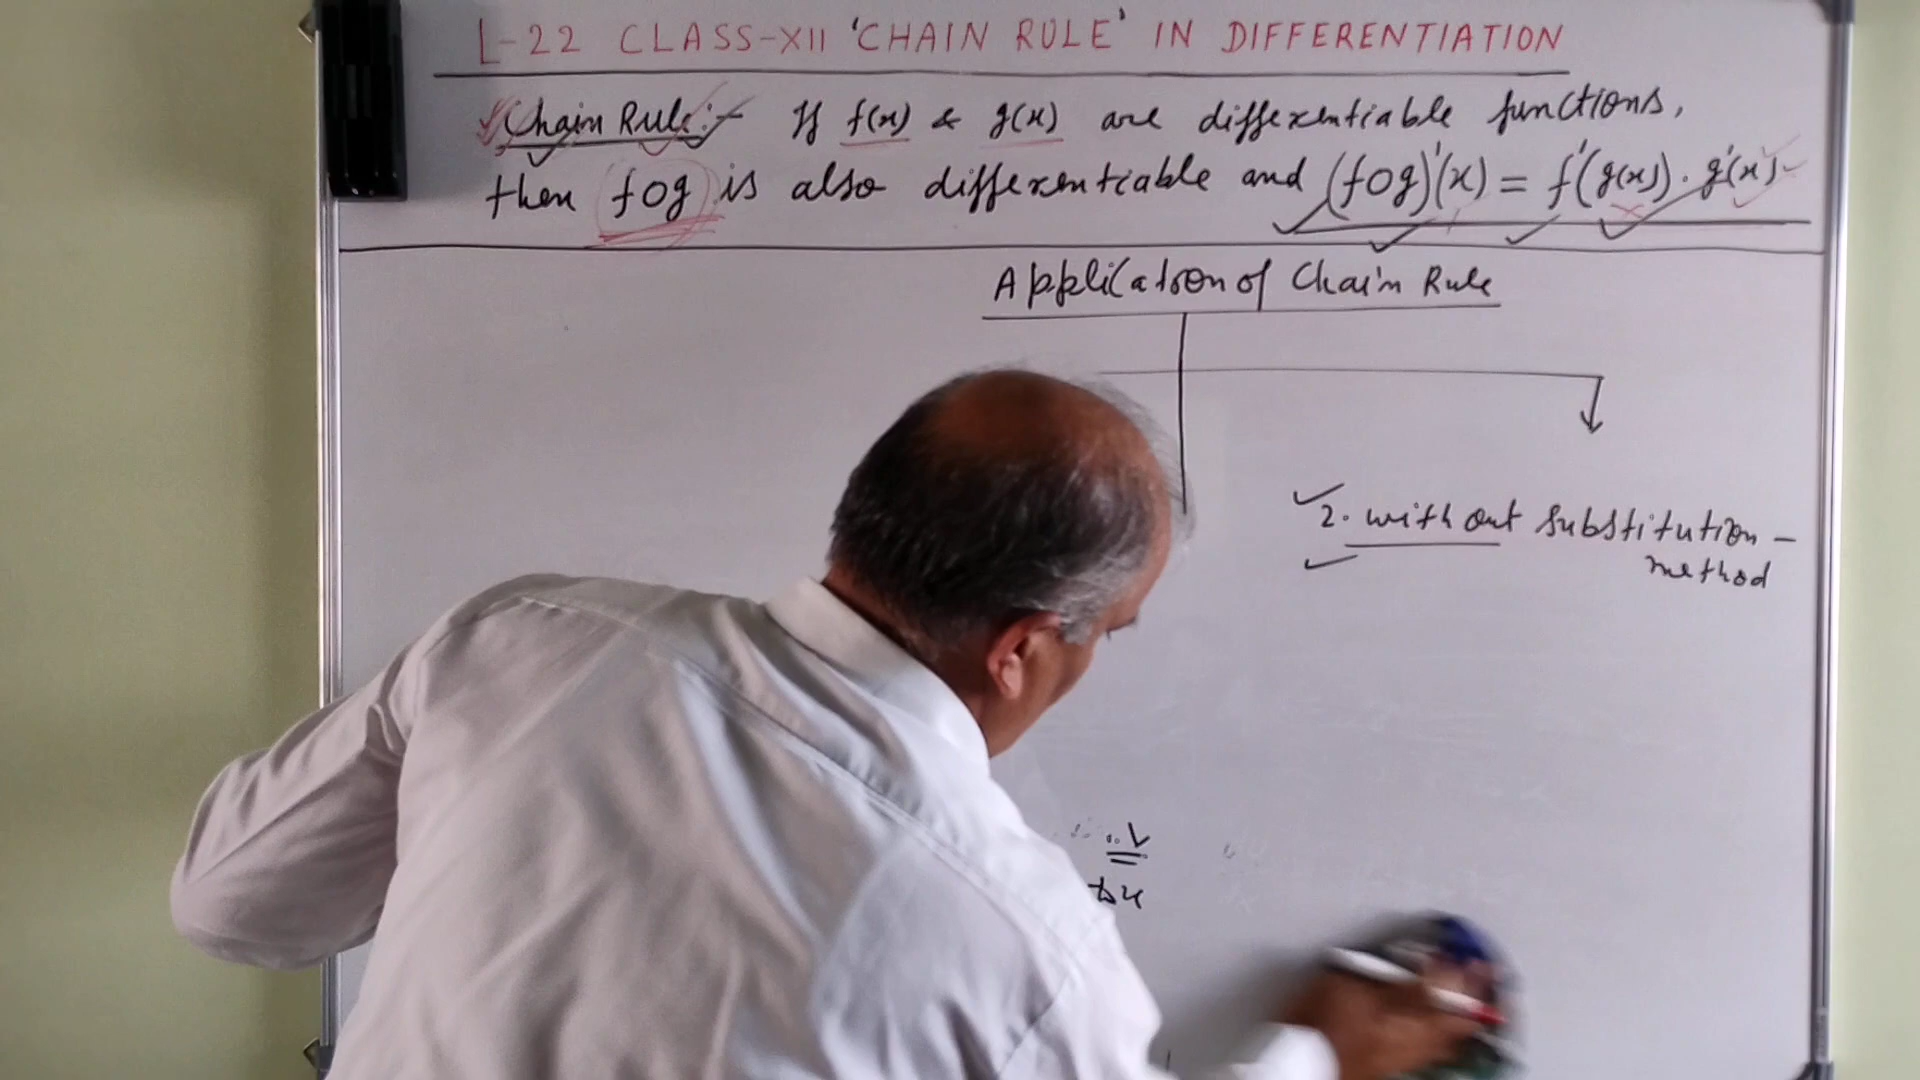 L-22 CLASS-XII 'CHAIN RULE' IN DIFFERENTIATION
Chain Rule:- If f(x) & g(x) are differentiable functions,
then fog is also differentiable and (fog)'(x) = f'(g(x)).g'(x).
Application of Chain Rule
2. without substitution-
method